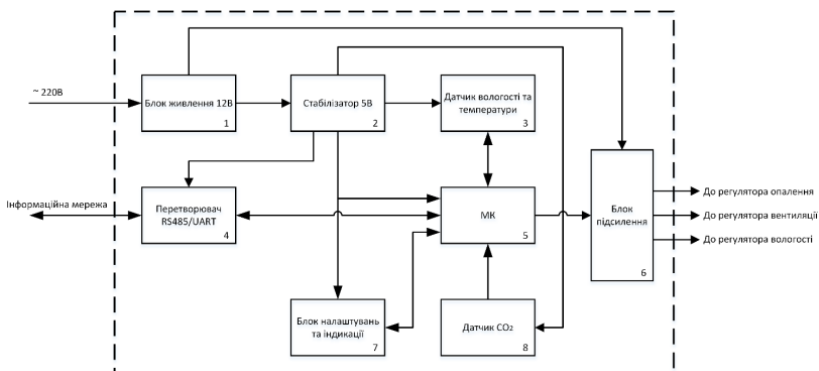 ~ 220В
Блок живлення 12В
1
Стабілізатор 5В
2
Датчик вологості та
температури
3
Інформаційна мережа
Перетворювач
RS485/UART
4
МК
5
Блок
підсилення
6
До регулятора опалення
До регулятора вентиляції
До регулятора вологості
Блок налаштувань
та індикації
7
Датчик CO₂
8